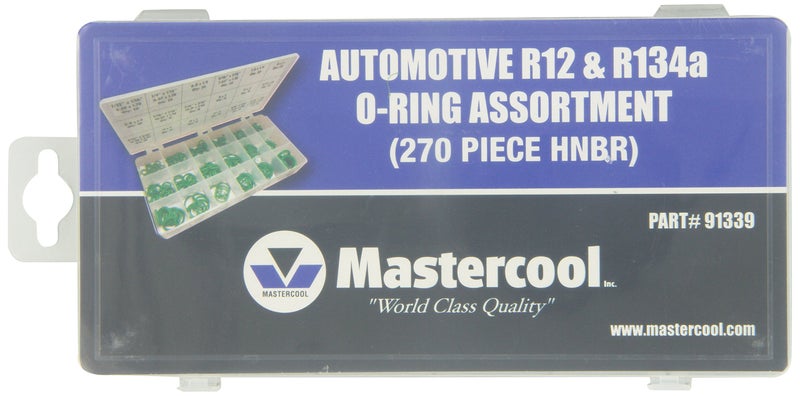 AUTOMOTIVE R12 & R134a
O-RING ASSORTMENT
(270 PIECE HNBR)
PART# 91339
MASTERCOOL
Mastercool Inc.
"World Class Quality"
www.mastercool.com